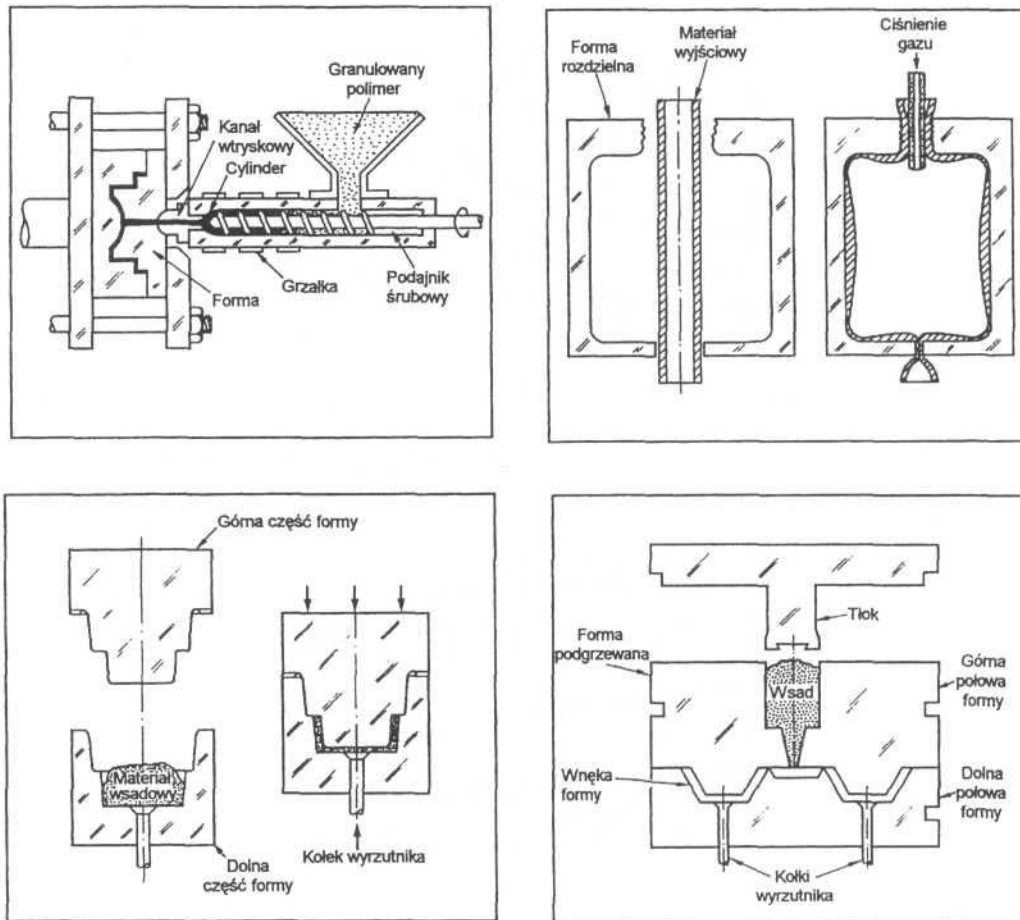 Granulowany
polimer
Kanał
wtryskowy
Cylinder
Podajnik
śrubowy
Grzałka
Forma
Forma
rozdzielna
Materiał
wyjściowy
Ciśnienie
gazu
Górna część formy
Materiał
wsadowy
Kołek wyrzutnika
Dolna
część formy
Tłok
Forma
podgrzewana
Wsad
Górna
połowa
formy
Wnęka
formy
Dolna
połowa
formy
Kołki
wyrzutnika